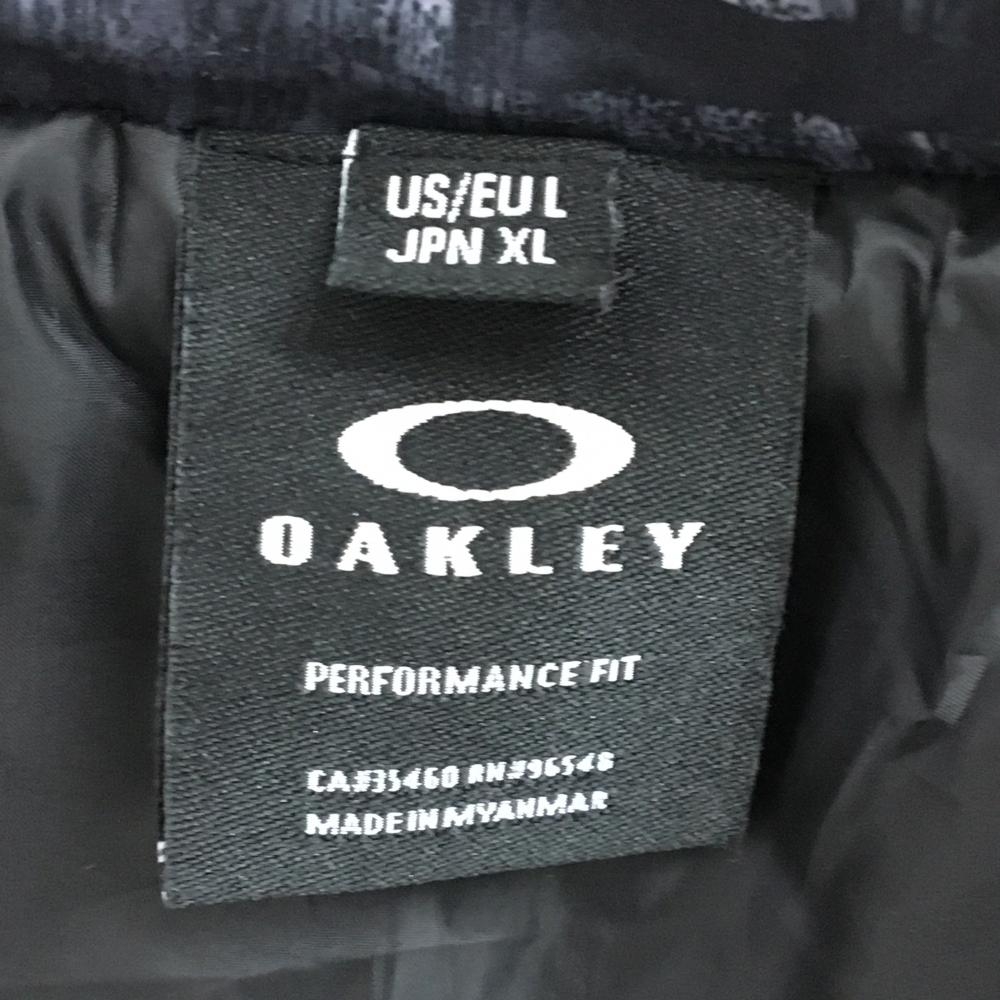 US/EU L
JPN XL
OAKLEY
PERFORMANCE FIT
CA#35460 RN#96548
MADE IN MYANMAR